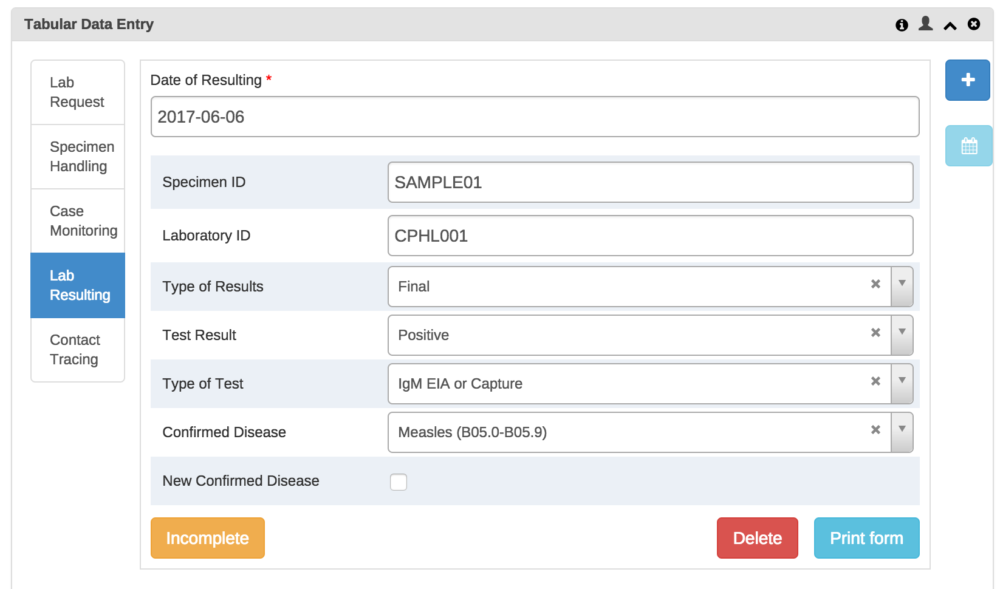 Tabular Data Entry
Lab
Request
Specimen
Handling
Case
Monitoring
Lab
Resulting
Contact
Tracing
Date of Resulting *
2017-06-06
Specimen ID
SAMPLE01
Laboratory ID
CPHL001
Type of Results
Final
Test Result
Positive
Type of Test
IgM EIA or Capture
Confirmed Disease
Measles (B05.0-B05.9)
New Confirmed Disease
Incomplete
Delete
Print form